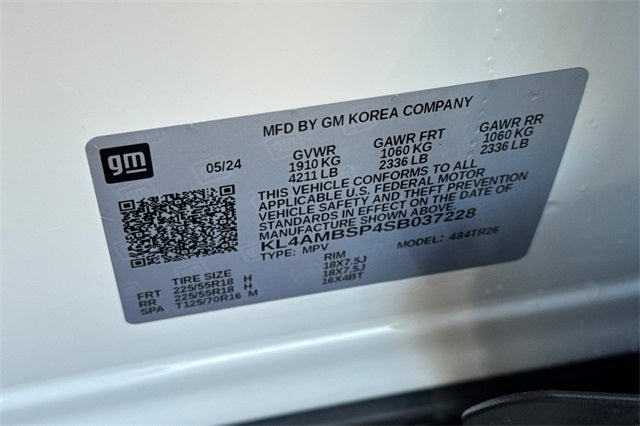 MFD BY GM KOREA COMPANY
gm
05/24
GVWR GAWR FRT GAWR RR
1910 KG 1060 KG 1060 KG
4211 LB 2336 LB 2336 LB
THIS VEHICLE CONFORMS TO ALL
APPLICABLE U.S. FEDERAL MOTOR
VEHICLE SAFETY AND THEFT PREVENTION
STANDARDS IN EFFECT ON THE DATE OF
MANUFACTURE SHOWN ABOVE.
KL4AMBSP4SB037228
TYPE: MPV MODEL: 484TR26
TIRE SIZE RIM
FRT 225/55R18 H 18X7.5J
RR 225/55R18 H 18X7.5J
SPA T125/70R16 M 16X4BT